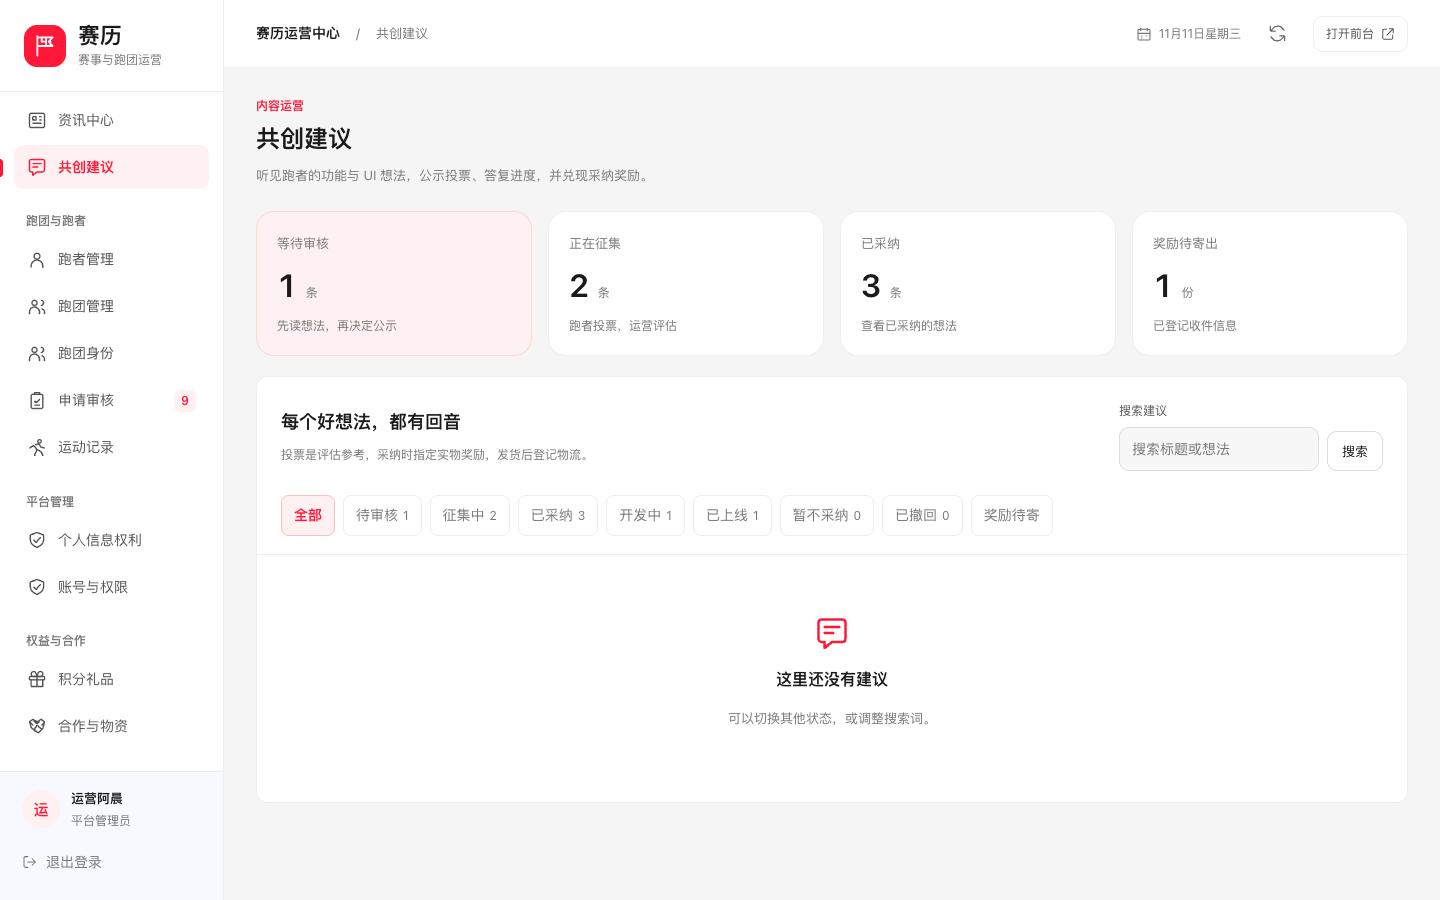 赛历
赛事与跑团运营
资讯中心
共创建议
跑团与跑者
跑者管理
跑团管理
跑团身份
申请审核 9
运动记录
平台管理
个人信息权利
账号与权限
权益与合作
积分礼品
合作与物资
运 运营阿晨
平台管理员
退出登录
赛历运营中心 / 共创建议
11月11日星期三
打开前台
内容运营
共创建议
听见跑者的功能与 UI 想法，公示投票、答复进度，并兑现采纳奖励。
等待审核
1 条
先读想法，再决定公示
正在征集
2 条
跑者投票，运营评估
已采纳
3 条
查看已采纳的想法
奖励待寄出
1 份
已登记收件信息
每个好想法，都有回音
投票是评估参考，采纳时指定实物奖励，发货后登记物流。
搜索建议
搜索标题或想法 搜索
全部 待审核 1 征集中 2 已采纳 3 开发中 1 已上线 1 暂不采纳 0 已撤回 0 奖励待寄
这里还没有建议
可以切换其他状态，或调整搜索词。